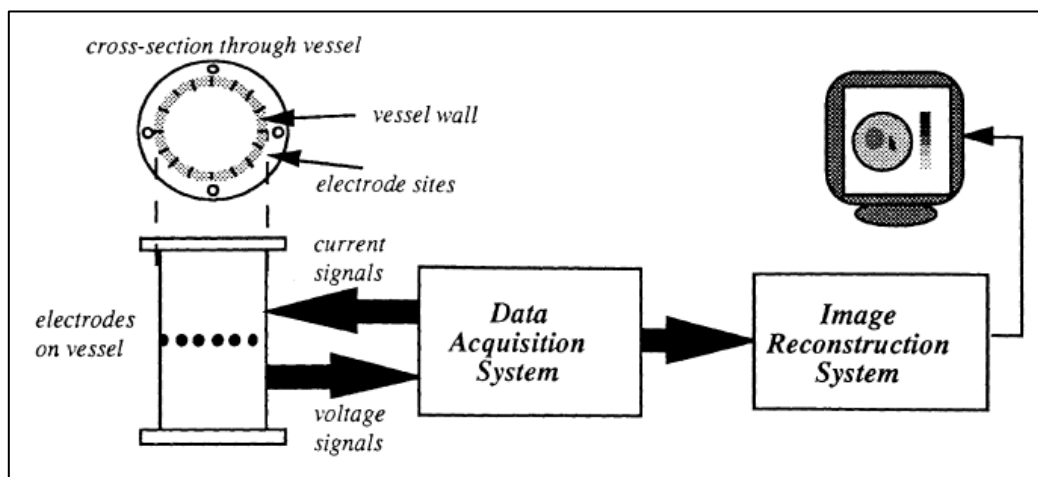 cross-section through vessel
vessel wall
electrode sites
current
signals
electrodes
on vessel
Data
Acquisition
System
Image
Reconstruction
System
voltage
signals